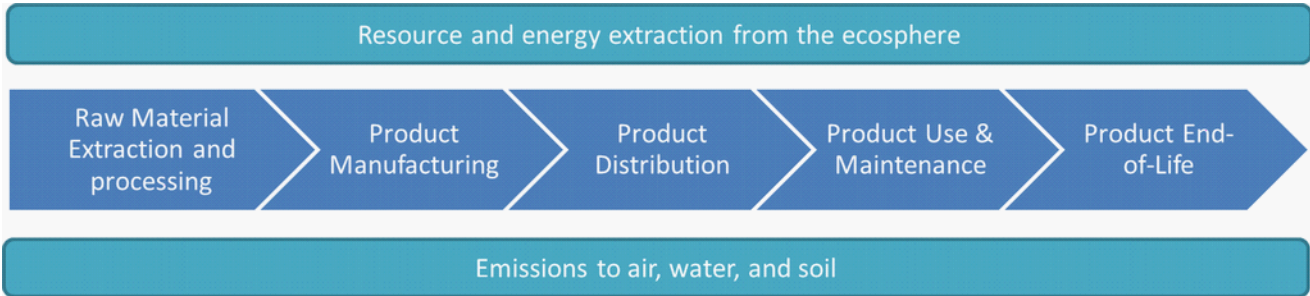 Resource and energy extraction from the ecosphere
Raw Material
Extraction and
processing
Product
Manufacturing
Product
Distribution
Product Use &
Maintenance
Product End-
of-Life
Emissions to air, water, and soil